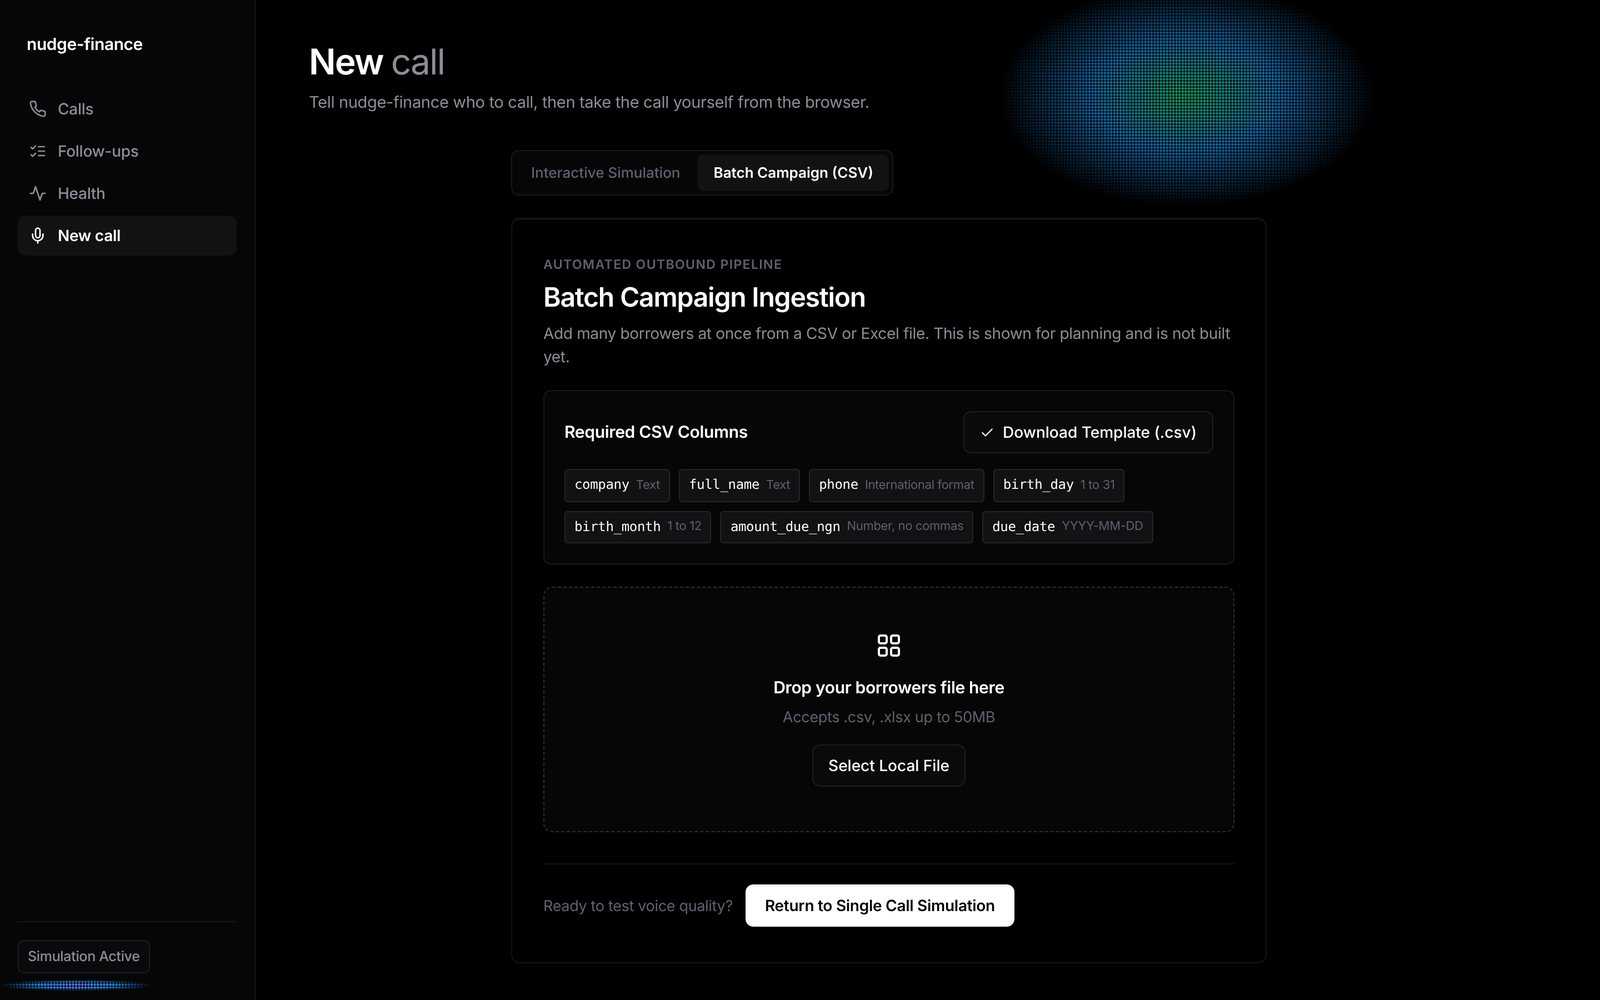 nudge-finance
Calls
Follow-ups
Health
New call
Simulation Active
New call
Tell nudge-finance who to call, then take the call yourself from the browser.
Interactive Simulation
Batch Campaign (CSV)
AUTOMATED OUTBOUND PIPELINE
Batch Campaign Ingestion
Add many borrowers at once from a CSV or Excel file. This is shown for planning and is not built
yet.
Required CSV Columns
Download Template (.csv)
company Text full_name Text phone International format birth_day 1 to 31
birth_month 1 to 12 amount_due_ngn Number, no commas due_date YYYY-MM-DD
Drop your borrowers file here
Accepts .csv, .xlsx up to 50MB
Select Local File
Ready to test voice quality? Return to Single Call Simulation